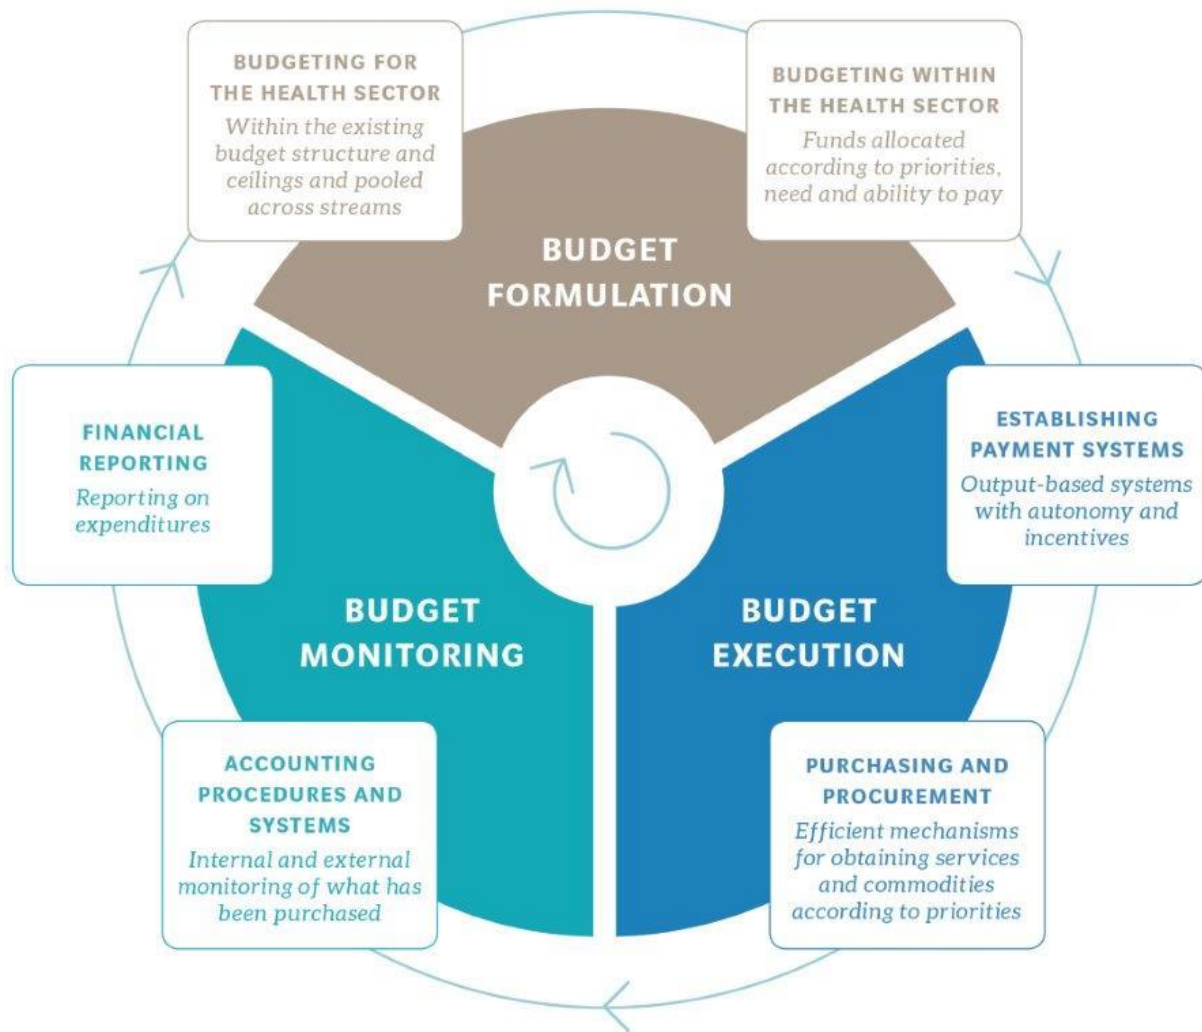 BUDGETING FOR
THE HEALTH SECTOR
Within the existing
budget structure and
ceilings and pooled
across streams
BUDGETING WITHIN
THE HEALTH SECTOR
Funds allocated
according to priorities,
need and ability to pay
BUDGET
FORMULATION
FINANCIAL
REPORTING
Reporting on
expenditures
ESTABLISHING
PAYMENT SYSTEMS
Output-based systems
with autonomy and
incentives
BUDGET
MONITORING
BUDGET
EXECUTION
ACCOUNTING
PROCEDURES AND
SYSTEMS
Internal and external
monitoring of what has
been purchased
PURCHASING AND
PROCUREMENT
Efficient mechanisms
for obtaining services
and commodities
according to priorities